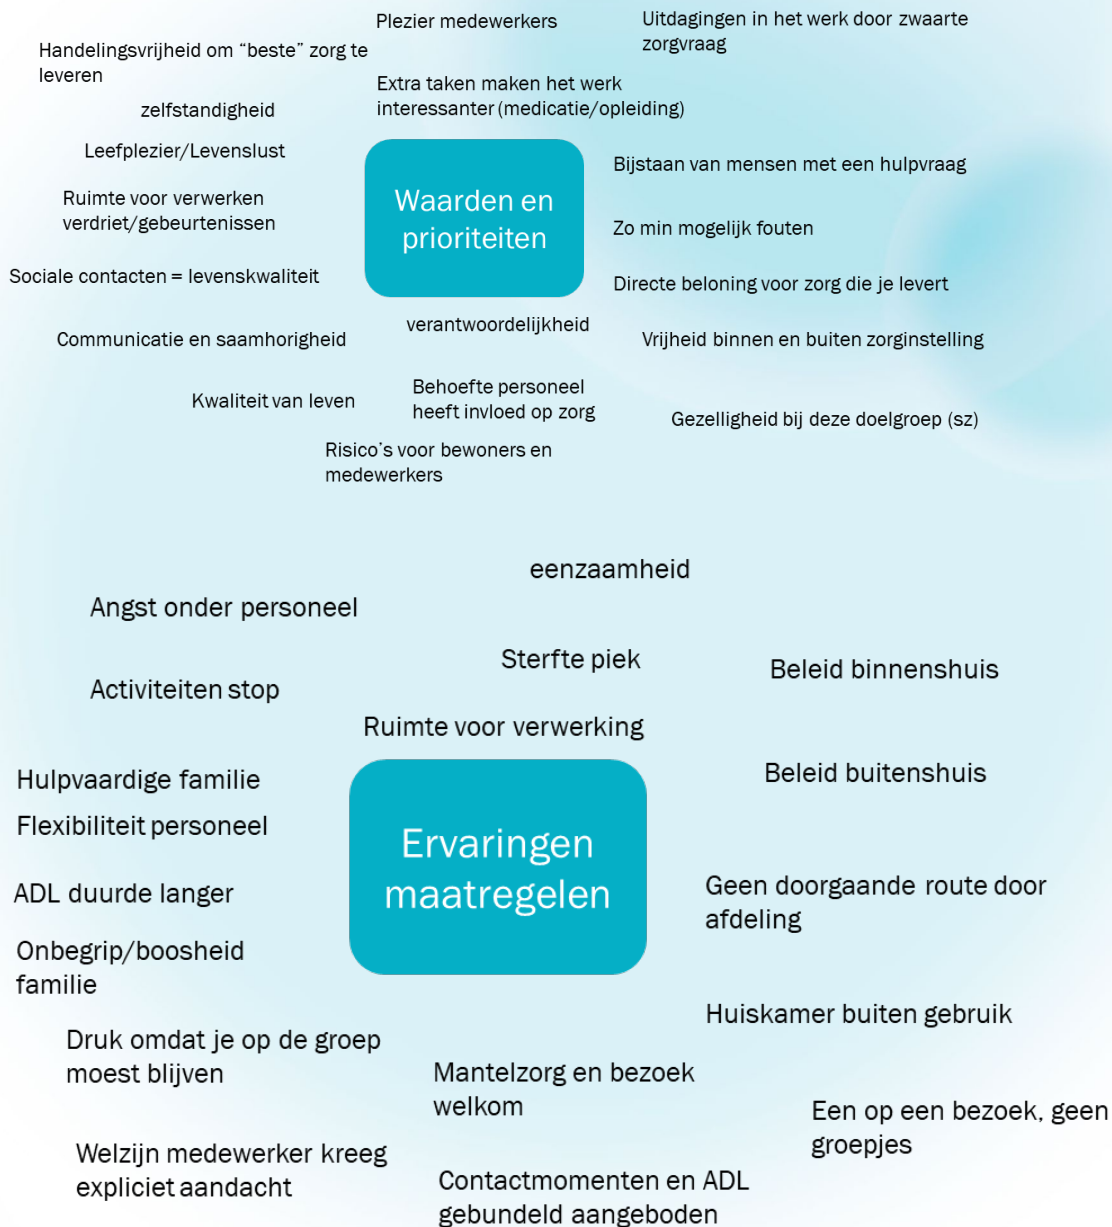 Plezier medewerkers
Uitdagingen in het werk door zwaarte
zorgvraag
Handelingsvrijheid om “beste” zorg te
leveren
Extra taken maken het werk
interessanter (medicatie/opleiding)
zelfstandigheid
Leefplezier/Levenslust
Waarden en
prioriteiten
Bijstaan van mensen met een hulpvraag
Ruimte voor verwerken
verdriet/gebeurtenissen
Zo min mogelijk fouten
Sociale contacten = levenskwaliteit
Directe beloning voor zorg die je levert
verantwoordelijkheid
Communicatie en saamhorigheid
Vrijheid binnen en buiten zorginstelling
Kwaliteit van leven
Behoefte personeel
heeft invloed op zorg
Gezelligheid bij deze doelgroep (sz)
Risico’s voor bewoners en
medewerkers
eenzaamheid
Angst onder personeel
Sterfte piek
Beleid binnenshuis
Activiteiten stop
Ruimte voor verwerking
Hulpvaardige familie
Beleid buitenshuis
Flexibiliteit personeel
Ervaringen
maatregelen
ADL duurde langer
Geen doorgaande route door
afdeling
Onbegrip/boosheid
familie
Huiskamer buiten gebruik
Druk omdat je op de groep
moest blijven
Mantelzorg en bezoek
welkom
Een op een bezoek, geen
groepjes
Welzijn medewerker kreeg
expliciet aandacht
Contactmomenten en ADL
gebundeld aangeboden